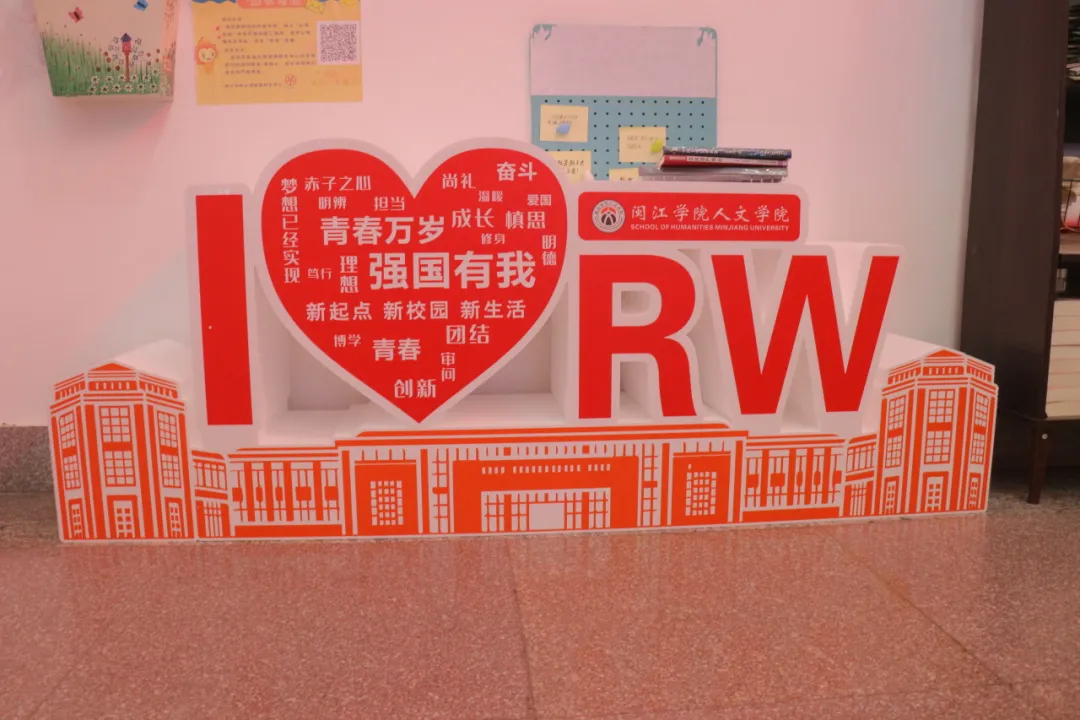 I
梦想已经实现
赤子之心
明辨
担当
尚礼
奋斗
温暖
爱国
青春万岁
成长
慎思
修身
明德
笃行
理想
强国有我
新起点 新校园 新生活
博学
青春
团结
审问
创新
闽江学院人文学院
SCHOOL OF HUMANITIES MINJIANG UNIVERSITY
RW